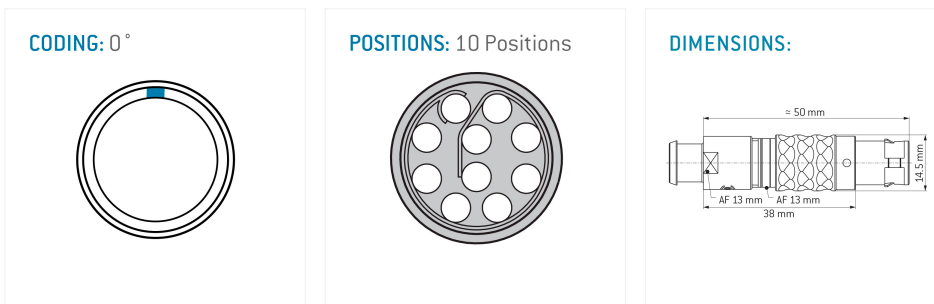 CODING: 0°
POSITIONS: 10 Positions
DIMENSIONS:
≈ 50 mm
14.5 mm
AF 13 mm
AF 13 mm
38 mm